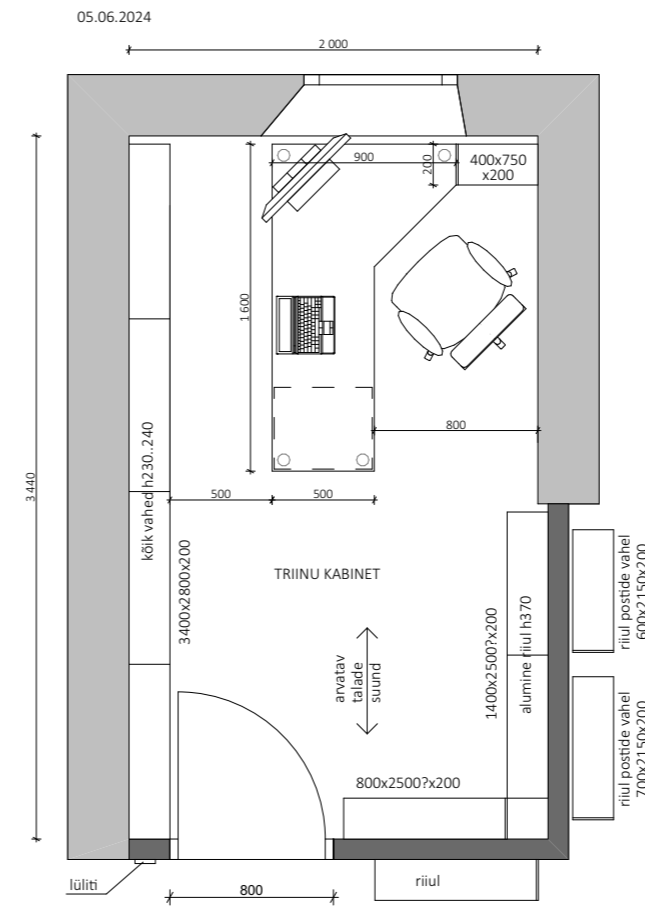 05.06.2024
2 000
900
200
400x750
x200
1 600
3 440
kõik vahed h230..240
3400x2800x200
800
500
500
TRIINU KABINET
arvatav
talade
suund
1400x2500?x200
alumine riiul h370
riiul postide vahel
600x2150x200
riiul postide vahel
700x2150x200
800x2500?x200
lüliti
800
riiul